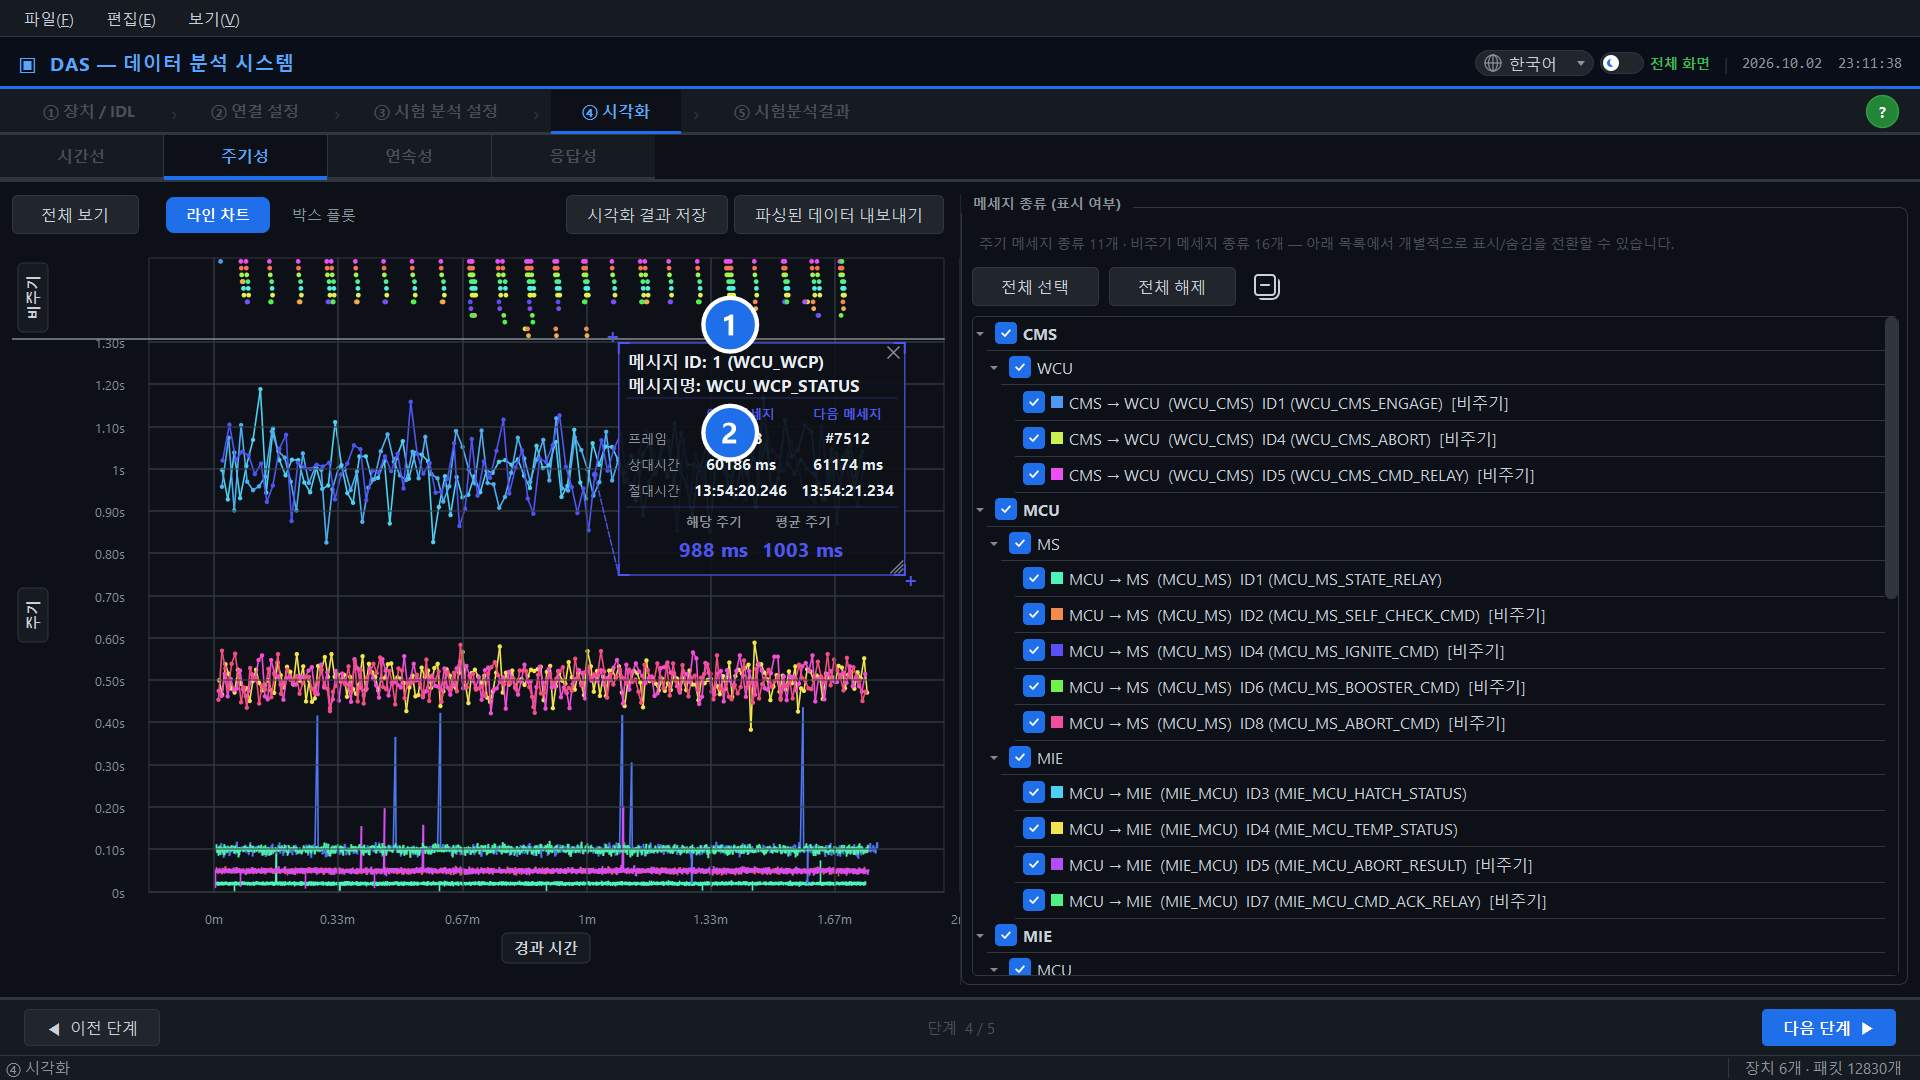 파일(F) 편집(E) 보기(V)
DAS — 데이터 분석 시스템
한국어 전체 화면 | 2026.10.02 23:11:38
① 장치 / IDL › ② 연결 설정 › ③ 시험 분석 설정 › ④ 시각화 › ⑤ 시험분석결과
?
시간선 주기성 연속성 응답성
전체 보기 라인 차트 박스 플롯 시각화 결과 저장 파싱된 데이터 내보내기
비주기
주기
1.30s
1.20s
1.10s
1s
0.90s
0.80s
0.70s
0.60s
0.50s
0.40s
0.30s
0.20s
0.10s
0s
0m 0.33m 0.67m 1m 1.33m 1.67m
경과 시간
1
메시지 ID: 1 (WCU_WCP)
메시지명: WCU_WCP_STATUS
2
다음 메세지
프레임 #7512
상대시간 60186 ms 61174 ms
절대시간 13:54:20.246 13:54:21.234
해당 주기 평균 주기
988 ms 1003 ms
메세지 종류 (표시 여부)
주기 메세지 종류 11개 · 비주기 메세지 종류 16개 — 아래 목록에서 개별적으로 표시/숨김을 전환할 수 있습니다.
전체 선택 전체 해제
CMS
WCU
CMS → WCU (WCU_CMS) ID1 (WCU_CMS_ENGAGE) [비주기]
CMS → WCU (WCU_CMS) ID4 (WCU_CMS_ABORT) [비주기]
CMS → WCU (WCU_CMS) ID5 (WCU_CMS_CMD_RELAY) [비주기]
MCU
MS
MCU → MS (MCU_MS) ID1 (MCU_MS_STATE_RELAY)
MCU → MS (MCU_MS) ID2 (MCU_MS_SELF_CHECK_CMD) [비주기]
MCU → MS (MCU_MS) ID4 (MCU_MS_IGNITE_CMD) [비주기]
MCU → MS (MCU_MS) ID6 (MCU_MS_BOOSTER_CMD) [비주기]
MCU → MS (MCU_MS) ID8 (MCU_MS_ABORT_CMD) [비주기]
MIE
MCU → MIE (MIE_MCU) ID3 (MIE_MCU_HATCH_STATUS)
MCU → MIE (MIE_MCU) ID4 (MIE_MCU_TEMP_STATUS)
MCU → MIE (MIE_MCU) ID5 (MIE_MCU_ABORT_RESULT) [비주기]
MCU → MIE (MIE_MCU) ID7 (MIE_MCU_CMD_ACK_RELAY) [비주기]
MIE
MCU
◀ 이전 단계 단계 4 / 5 다음 단계 ▶
④ 시각화 장치 6개 · 패킷 12830개